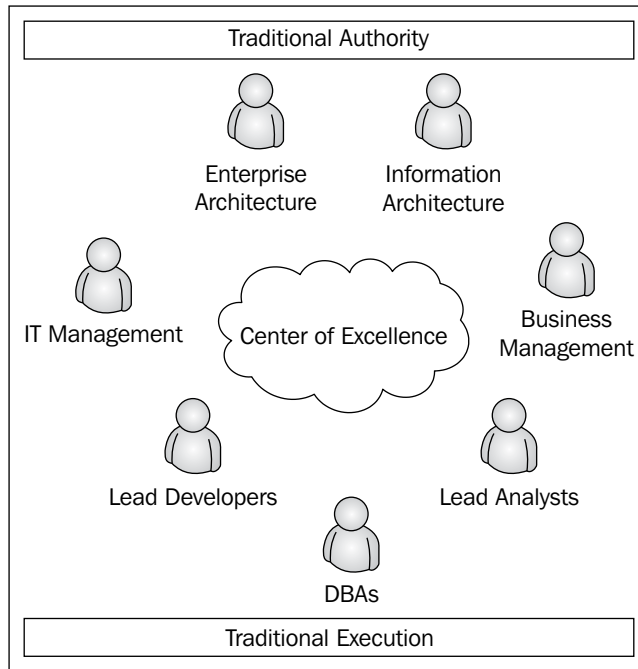 Traditional Authority
Enterprise
Architecture
Information
Architecture
IT Management
Center of Excellence
Business
Management
Lead Developers
Lead Analysts
DBAs
Traditional Execution